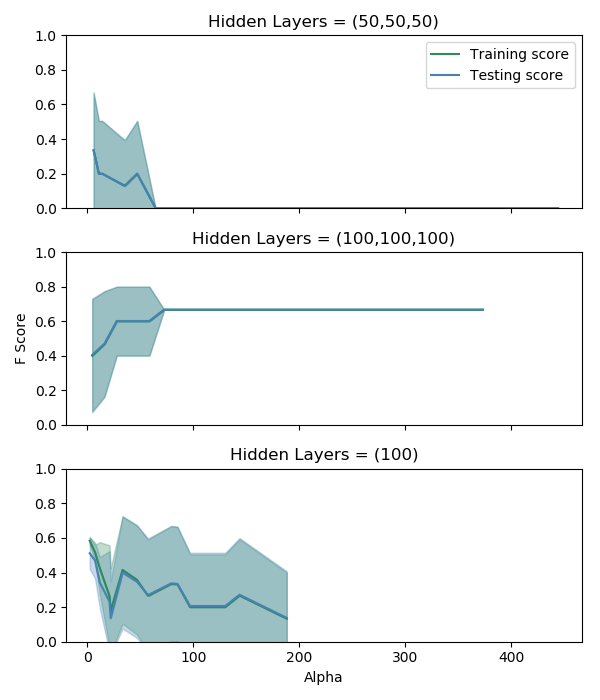 Hidden Layers = (50,50,50)
1.0
0.8
0.6
0.4
0.2
0.0
Training score
Testing score
Hidden Layers = (100,100,100)
1.0
0.8
0.6
0.4
0.2
0.0
F Score
Hidden Layers = (100)
1.0
0.8
0.6
0.4
0.2
0.0
0 100 200 300 400
Alpha